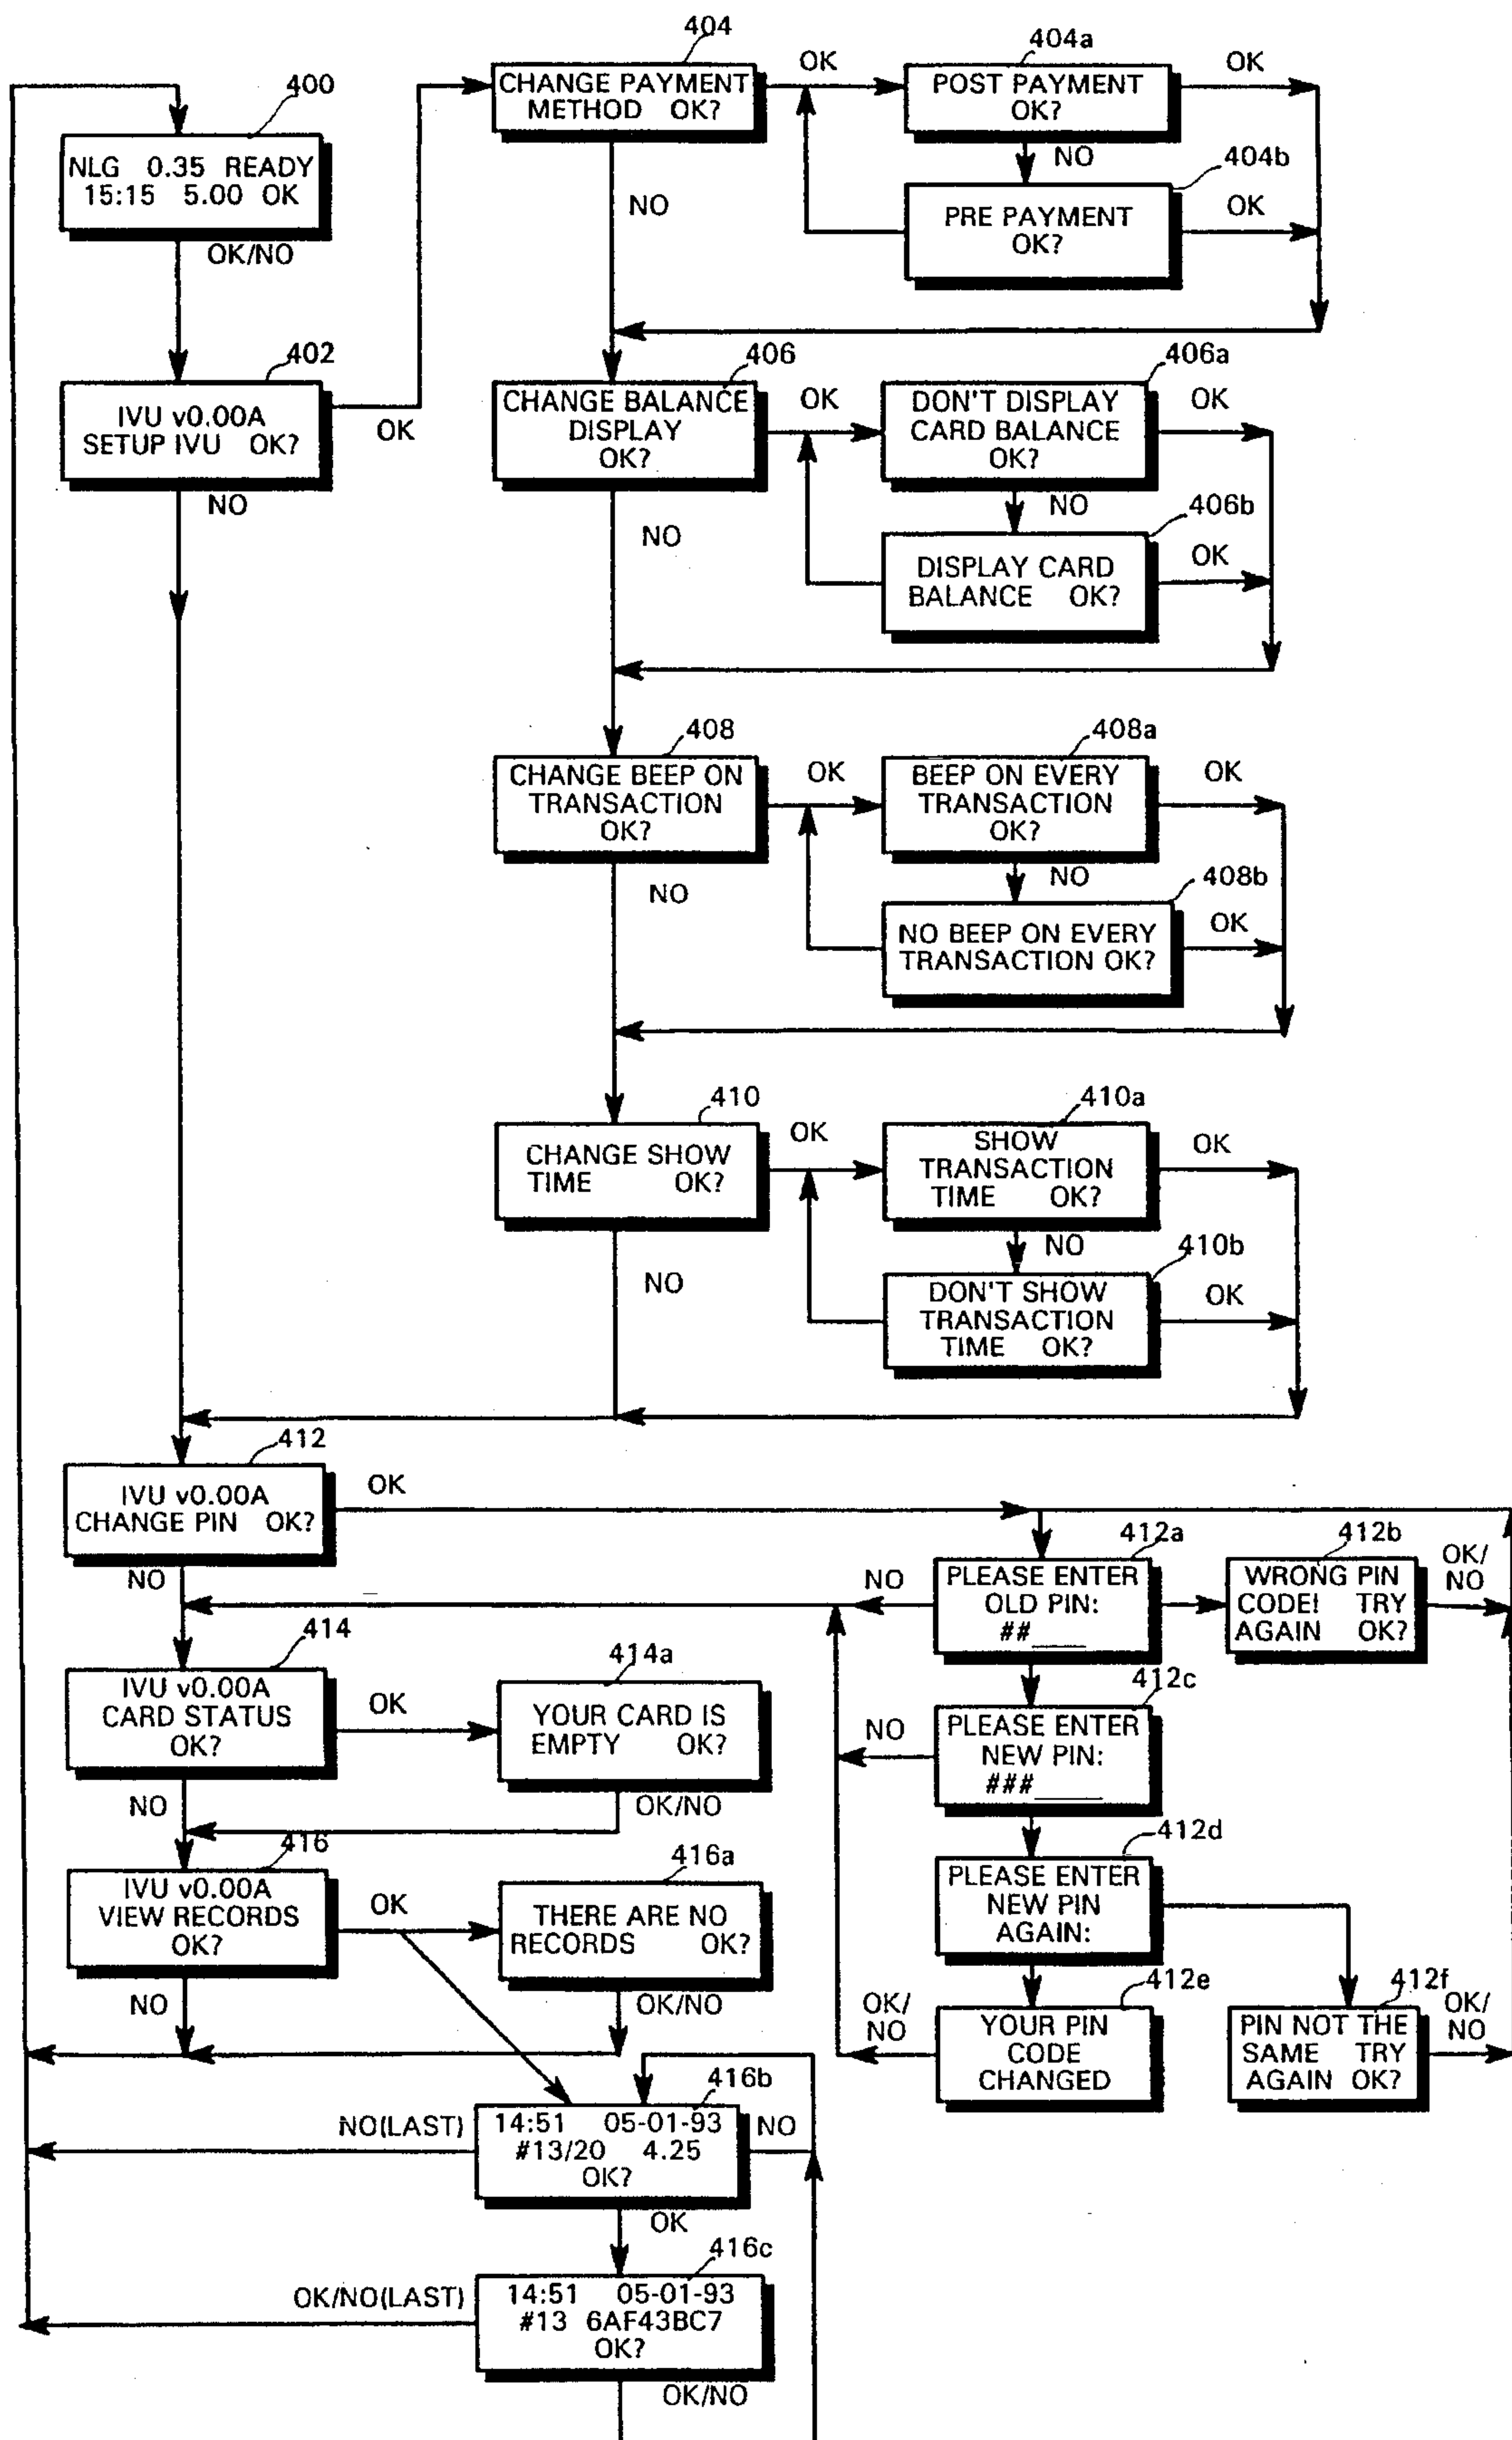 404
CHANGE PAYMENT
METHOD OK?
OK
404a
POST PAYMENT
OK?
OK
400
NLG 0.35 READY
15:15 5.00 OK
OK/NO
NO
NO
404b
PRE PAYMENT
OK?
OK
402
IVU v0.00A
SETUP IVU OK?
OK
NO
406
CHANGE BALANCE
DISPLAY
OK?
OK
NO
406a
DON'T DISPLAY
CARD BALANCE
OK?
OK
NO
406b
DISPLAY CARD
BALANCE OK?
OK
408
CHANGE BEEP ON
TRANSACTION
OK?
OK
NO
408a
BEEP ON EVERY
TRANSACTION
OK?
OK
NO
408b
NO BEEP ON EVERY
TRANSACTION OK?
OK
410
CHANGE SHOW
TIME OK?
OK
NO
410a
SHOW
TRANSACTION
TIME OK?
OK
NO
410b
DON'T SHOW
TRANSACTION
TIME OK?
OK
412
IVU v0.00A
CHANGE PIN OK?
OK
NO
412a
PLEASE ENTER
OLD PIN:
##____
NO
412b
WRONG PIN
CODE! TRY
AGAIN OK?
OK/
NO
414
IVU v0.00A
CARD STATUS
OK?
OK
NO
414a
YOUR CARD IS
EMPTY OK?
OK/NO
412c
PLEASE ENTER
NEW PIN:
###____
NO
416
IVU v0.00A
VIEW RECORDS
OK?
OK
NO
416a
THERE ARE NO
RECORDS OK?
OK/NO
412d
PLEASE ENTER
NEW PIN
AGAIN:
412e
YOUR PIN
CODE
CHANGED
OK/
NO
412f
PIN NOT THE
SAME TRY
AGAIN OK?
OK/
NO
416b
14:51 05-01-93
#13/20 4.25
OK?
NO(LAST)
NO
OK
416c
14:51 05-01-93
#13 6AF43BC7
OK?
OK/NO(LAST)
OK/NO